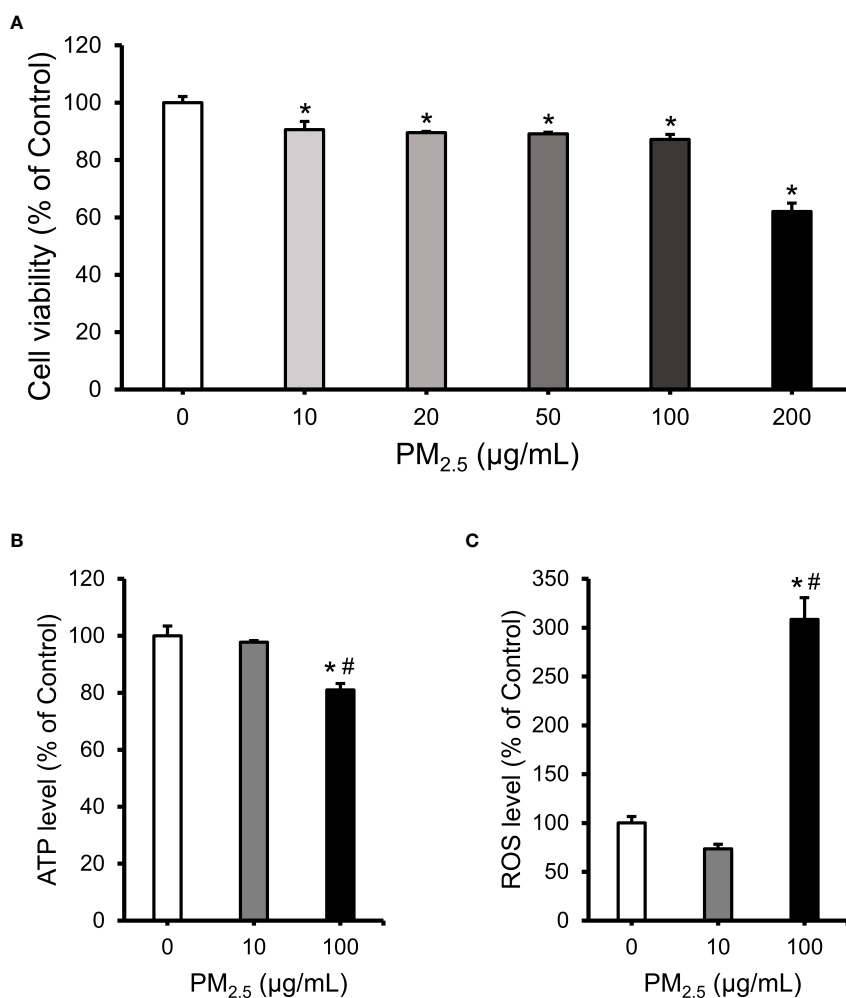 A
Cell viability (% of Control)
120
100
80
60
40
20
0
* * * * *
0 10 20 50 100 200
PM2.5 (µg/mL)
B
ATP level (% of Control)
120
100
80
60
40
20
0
* #
0 10 100
PM2.5 (µg/mL)
C
ROS level (% of Control)
350
300
250
200
150
100
50
0
* #
0 10 100
PM2.5 (µg/mL)